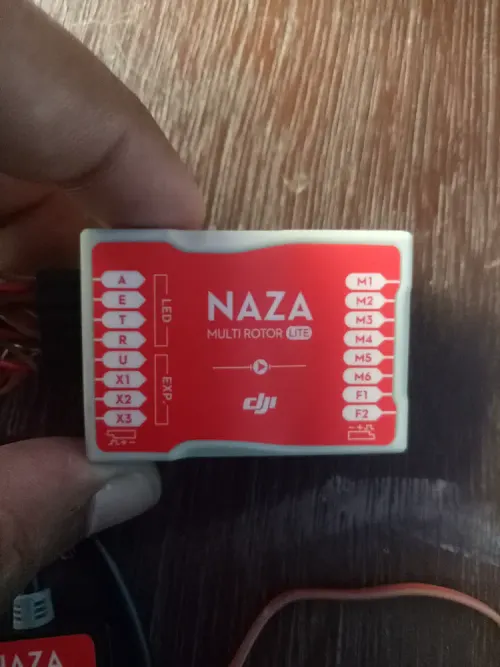 NAZA
MULTI ROTOR LITE
dji
A
E
T
R
U
X1
X2
X3
LED
EXP.
M1
M2
M3
M4
M5
M6
F1
F2
NAZA